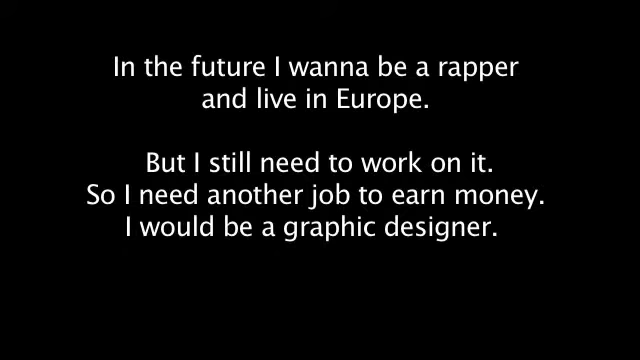 In the future I wanna be a rapper
and live in Europe.
But I still need to work on it.
So I need another job to earn money.
I would be a graphic designer.